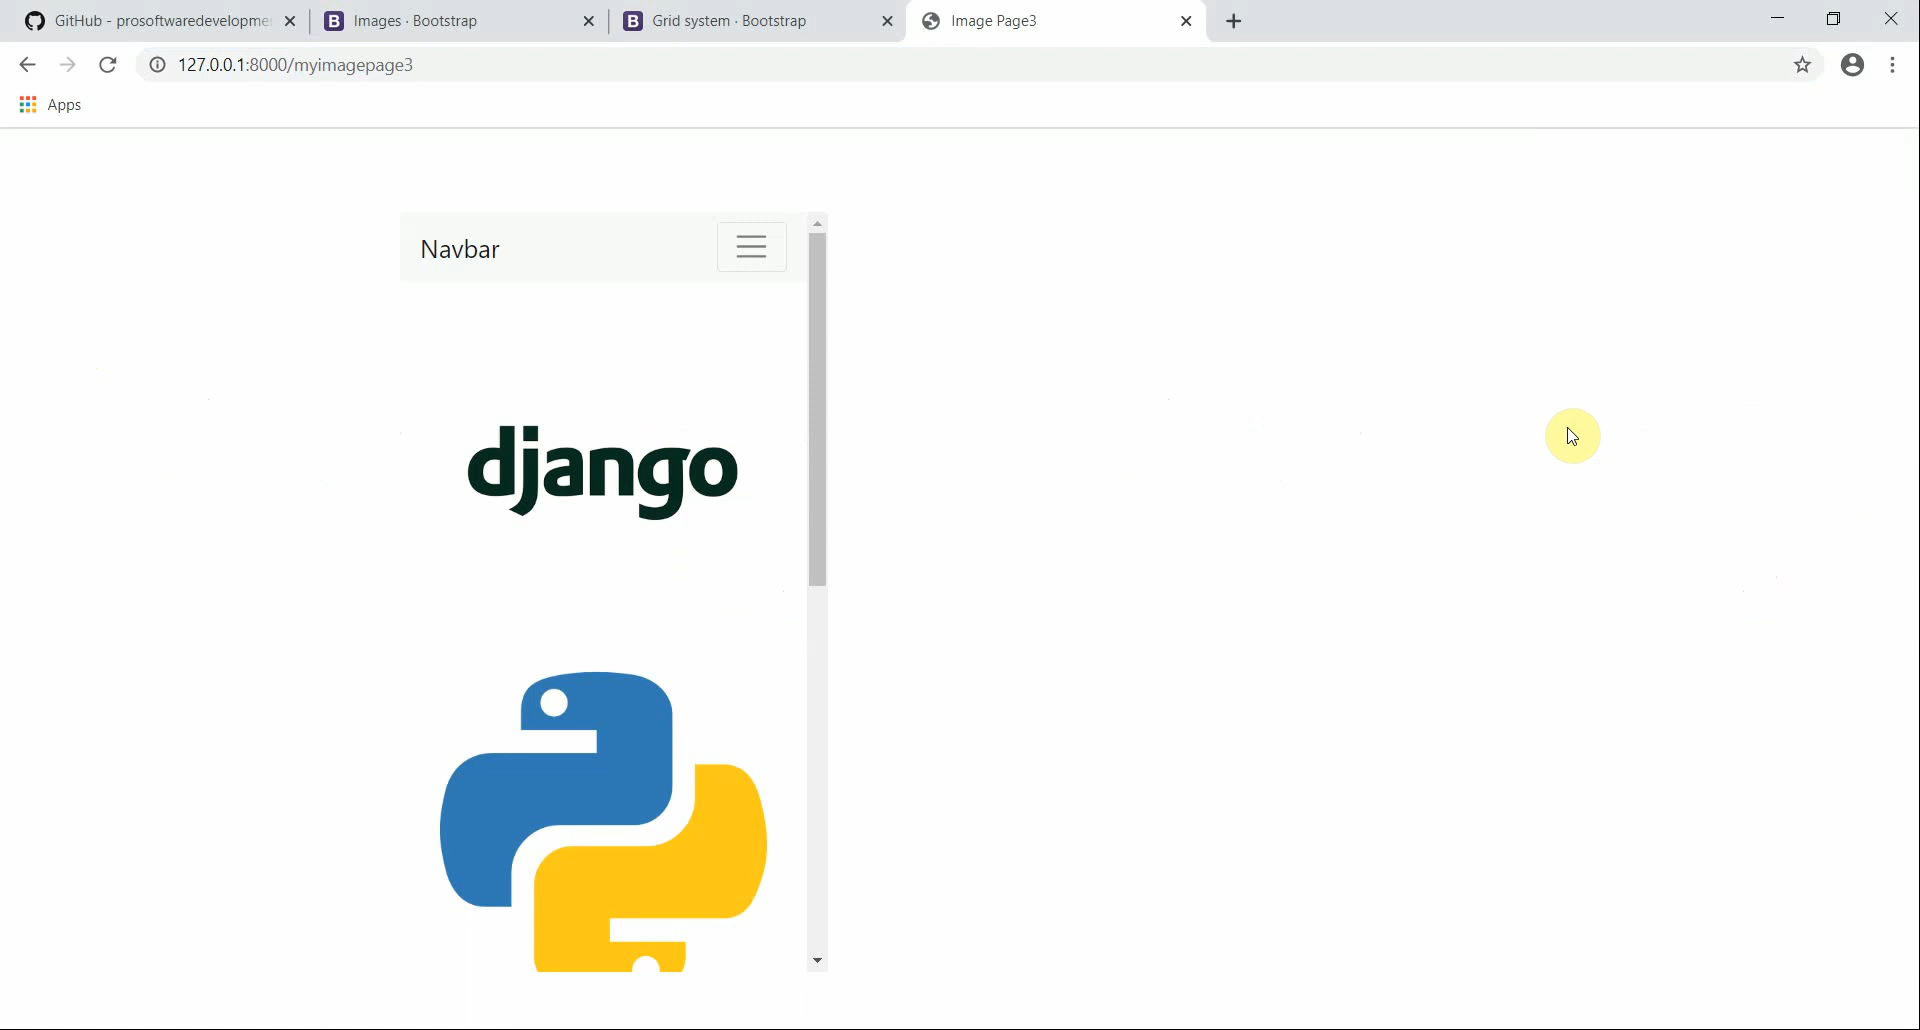 GitHub - prosoftwaredevelopme
Images · Bootstrap
Grid system · Bootstrap
Image Page3
127.0.0.1:8000/myimagepage3
Apps
Navbar
django